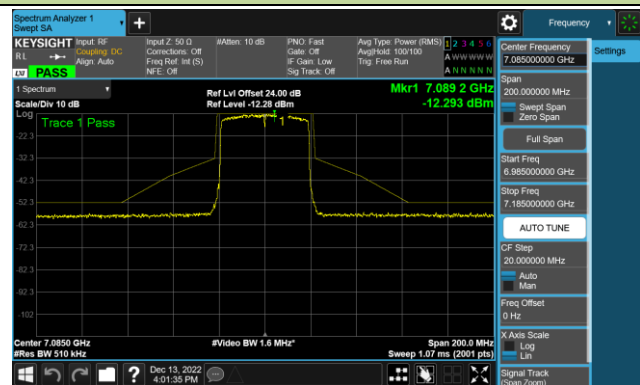 Spectrum Analyzer 1
Swept SA
Frequency
KEYSIGHT
Input: RF
Input Z: 50 Ω
#Atten: 10 dB
PNO: Fast
Avg Type: Power (RMS)
1 2 3 4 5 6
RL
Coupling: DC
Corrections: Off
Gate: Off
Avg|Hold: 100/100
A W W W W W
Align: Auto
Freq Ref: Int (S)
IF Gain: Low
Trig: Free Run
LXI
PASS
NFE: Off
Sig Track: Off
A N N N N N
Center Frequency
7.085000000 GHz
Settings
Span
200.000000 MHz
Swept Span
Zero Span
Full Span
Start Freq
6.985000000 GHz
Stop Freq
7.185000000 GHz
AUTO TUNE
CF Step
20.000000 MHz
Auto
Man
Freq Offset
0 Hz
X Axis Scale
Log
Lin
Signal Track
(Span Zoom)
1 Spectrum
Scale/Div 10 dB
Ref Lvl Offset 24.00 dB
Ref Level -12.28 dBm
Mkr1 7.089 2 GHz
-12.293 dBm
Log
Trace 1 Pass
1
-22.3
-32.3
-42.3
-52.3
-62.3
-72.3
-82.3
-92.3
-102
Center 7.0850 GHz
#Video BW 1.6 MHz*
Span 200.0 MHz
#Res BW 510 kHz
Sweep 1.07 ms (2001 pts)
Dec 13, 2022
4:01:35 PM